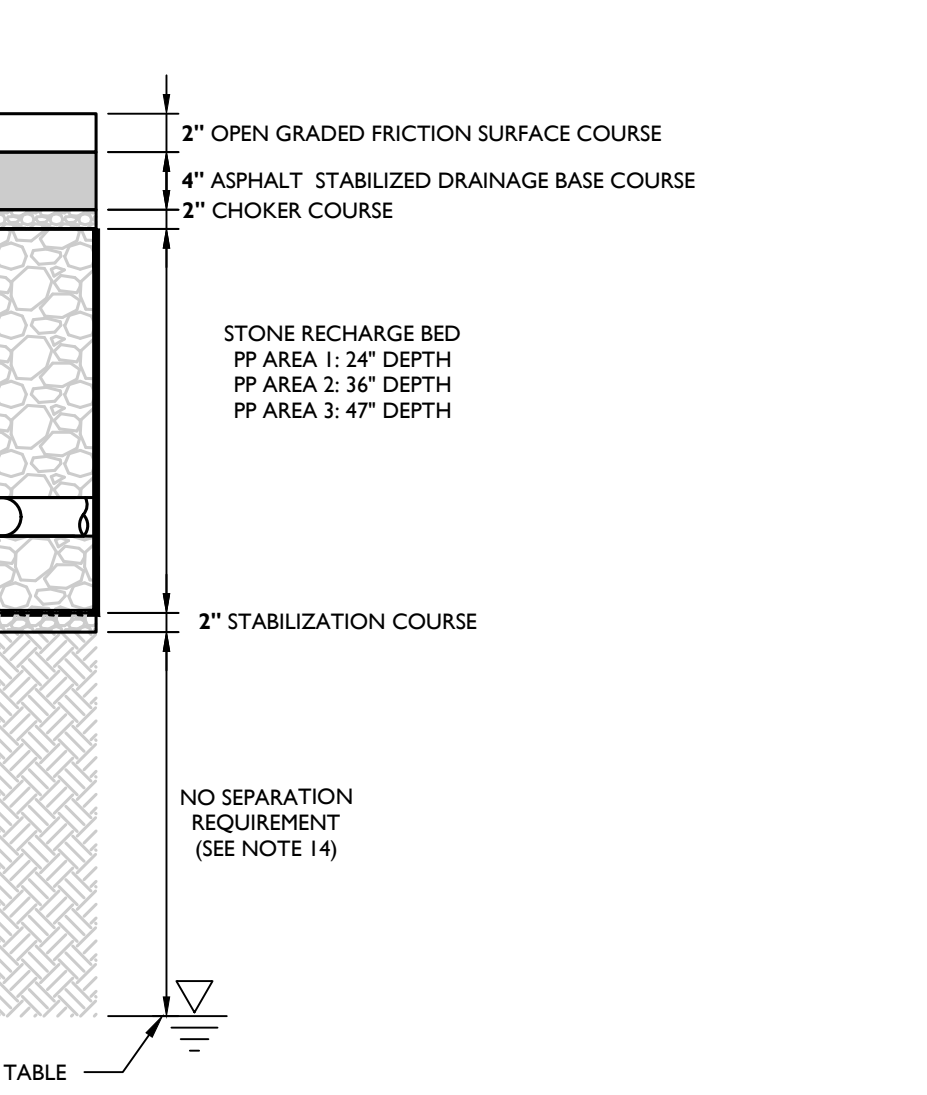 2" OPEN GRADED FRICTION SURFACE COURSE
4" ASPHALT STABILIZED DRAINAGE BASE COURSE
2" CHOKER COURSE
STONE RECHARGE BED
PP AREA 1: 24" DEPTH
PP AREA 2: 36" DEPTH
PP AREA 3: 47" DEPTH
2" STABILIZATION COURSE
NO SEPARATION
REQUIREMENT
(SEE NOTE 14)
TABLE